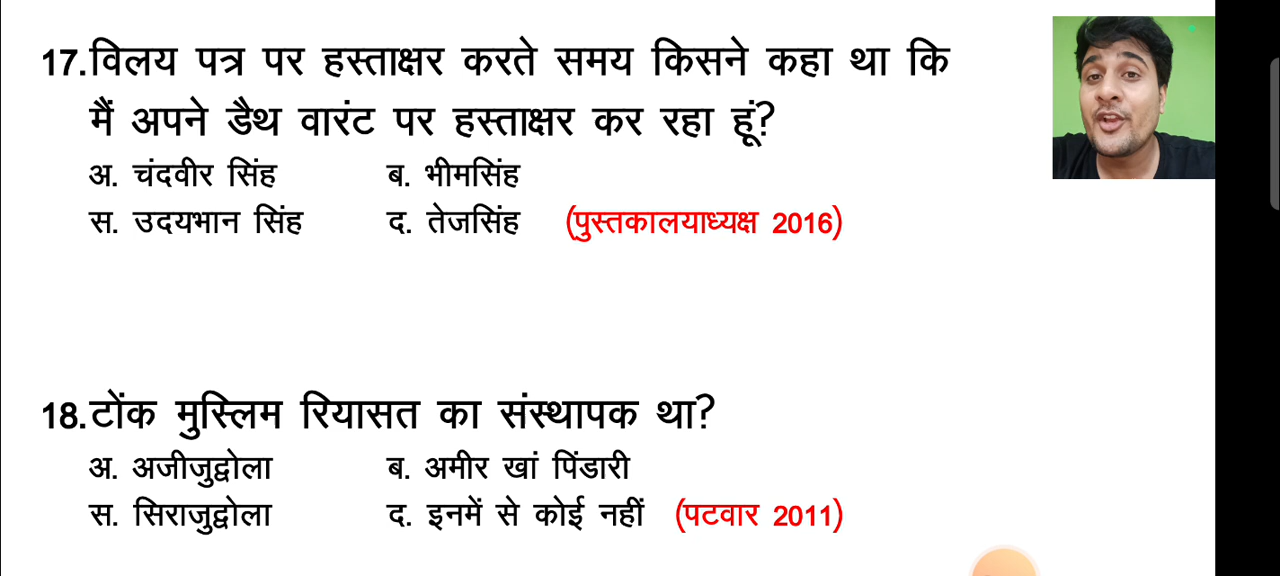 17.विलय पत्र पर हस्ताक्षर करते समय किसने कहा था कि
मैं अपने डैथ वारंट पर हस्ताक्षर कर रहा हूं?
अ. चंदवीर सिंह ब. भीमसिंह
स. उदयभान सिंह द. तेजसिंह (पुस्तकालयाध्यक्ष 2016)
18.टोंक मुस्लिम रियासत का संस्थापक था?
अ. अजीजुद्वोला ब. अमीर खां पिंडारी
स. सिराजुद्वोला द. इनमें से कोई नहीं (पटवार 2011)